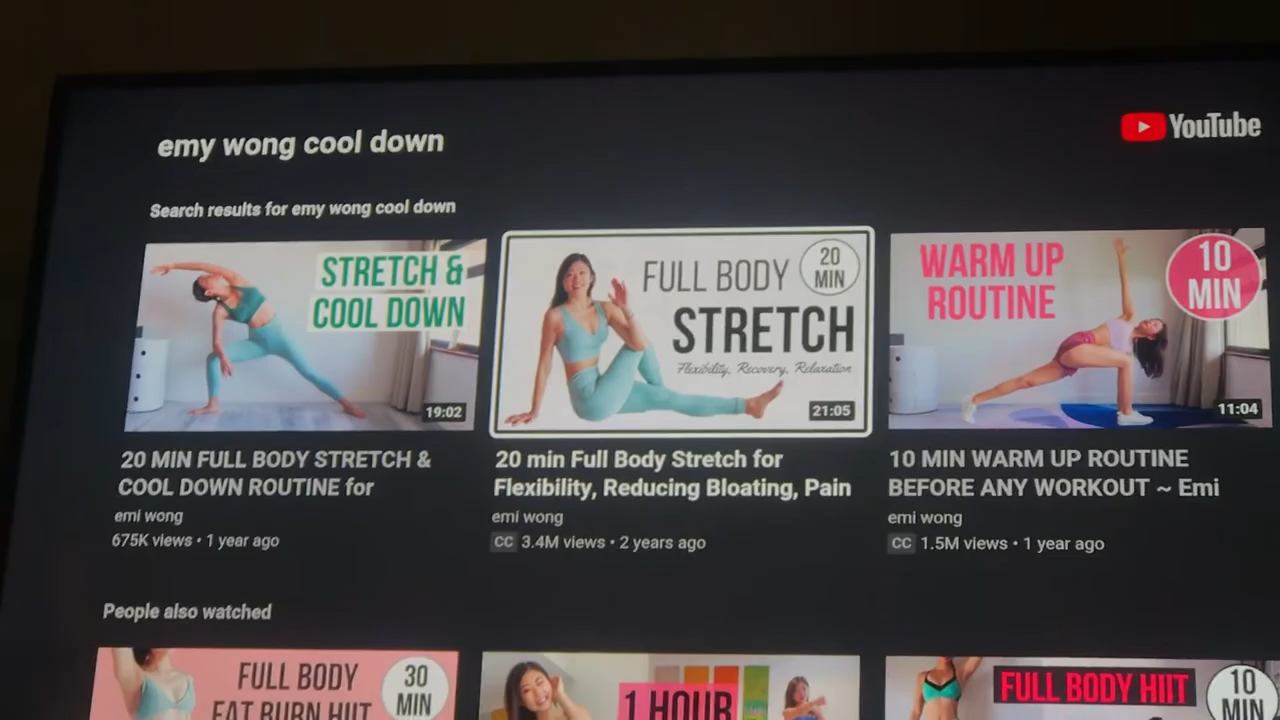 emy wong cool down
YouTube
Search results for emy wong cool down
STRETCH &
COOL DOWN
19:02
FULL BODY
20
MIN
STRETCH
Flexibility, Recovery, Relaxation
21:05
WARM UP
ROUTINE
10
MIN
11:04
20 MIN FULL BODY STRETCH &
COOL DOWN ROUTINE for
emi wong
675K views • 1 year ago
20 min Full Body Stretch for
Flexibility, Reducing Bloating, Pain
emi wong
CC 3.4M views • 2 years ago
10 MIN WARM UP ROUTINE
BEFORE ANY WORKOUT ~ Emi
emi wong
CC 1.5M views • 1 year ago
People also watched
FULL BODY
FAT BURN HIIT
30
MIN
1 HOUR
FULL BODY HIIT
10
MIN